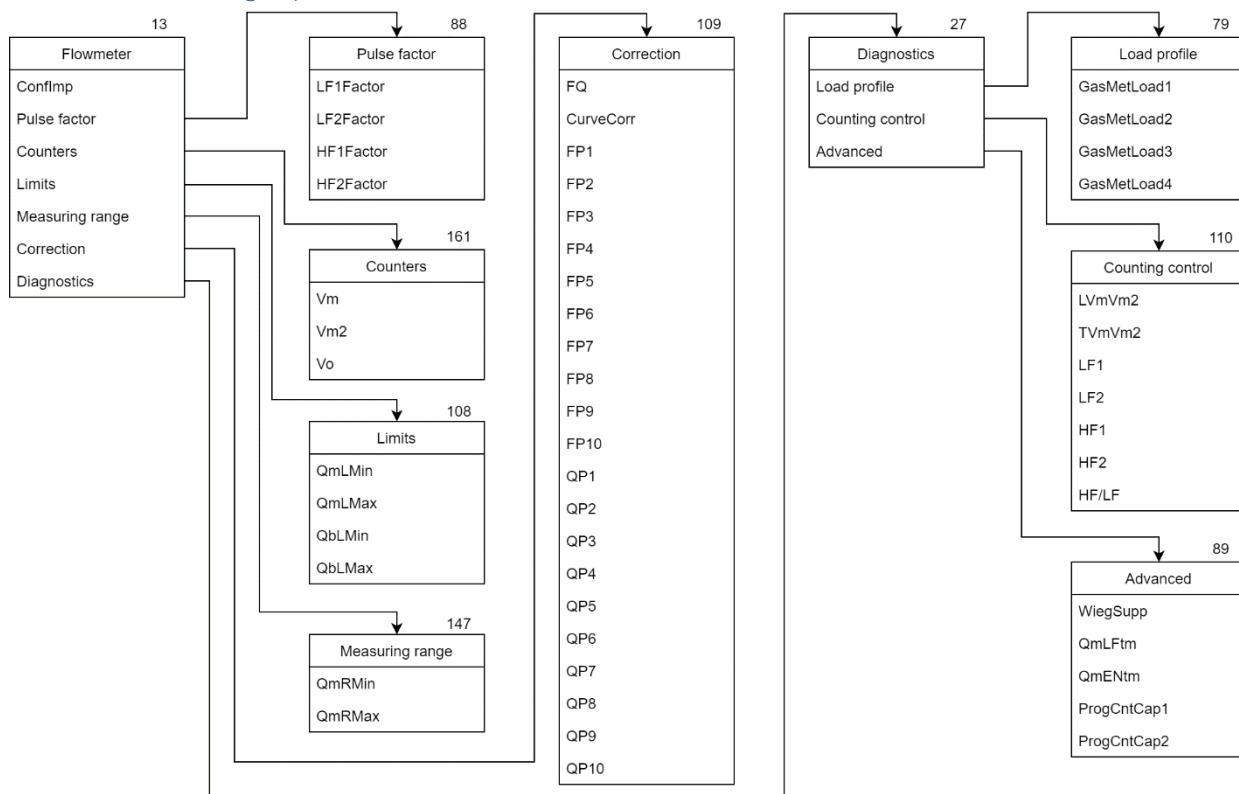 13
Flowmeter
ConfImp
Pulse factor
Counters
Limits
Measuring range
Correction
Diagnostics
88
Pulse factor
LF1Factor
LF2Factor
HF1Factor
HF2Factor
161
Counters
Vm
Vm2
Vo
108
Limits
QmLMin
QmLMax
QbLMin
QbLMax
147
Measuring range
QmRMin
QmRMax
109
Correction
FQ
CurveCorr
FP1
FP2
FP3
FP4
FP5
FP6
FP7
FP8
FP9
FP10
QP1
QP2
QP3
QP4
QP5
QP6
QP7
QP8
QP9
QP10
27
Diagnostics
Load profile
Counting control
Advanced
79
Load profile
GasMetLoad1
GasMetLoad2
GasMetLoad3
GasMetLoad4
110
Counting control
LVmVm2
TVmVm2
LF1
LF2
HF1
HF2
HF/LF
89
Advanced
WiegSupp
QmLFtm
QmENtm
ProgCntCap1
ProgCntCap2